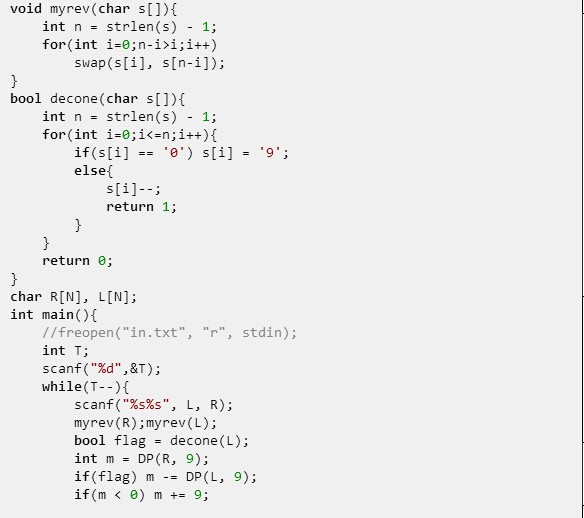 void myrev(char s[]){
    int n = strlen(s) - 1;
    for(int i=0;n-i>i;i++)
        swap(s[i], s[n-i]);
}
bool decone(char s[]){
    int n = strlen(s) - 1;
    for(int i=0;i<=n;i++){
        if(s[i] == '0') s[i] = '9';
        else{
            s[i]--;
            return 1;
        }
    }
    return 0;
}
char R[N], L[N];
int main(){
    //freopen("in.txt", "r", stdin);
    int T;
    scanf("%d",&T);
    while(T--){
        scanf("%s%s", L, R);
        myrev(R);myrev(L);
        bool flag = decone(L);
        int m = DP(R, 9);
        if(flag) m -= DP(L, 9);
        if(m < 0) m += 9;